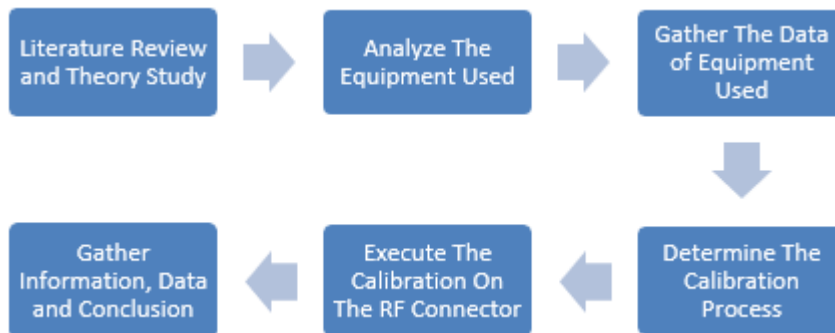 Literature Review
and Theory Study
Analyze The
Equipment Used
Gather The Data
of Equipment
Used
Determine The
Calibration
Process
Execute The
Calibration On
The RF Connector
Gather
Information, Data
and Conclusion